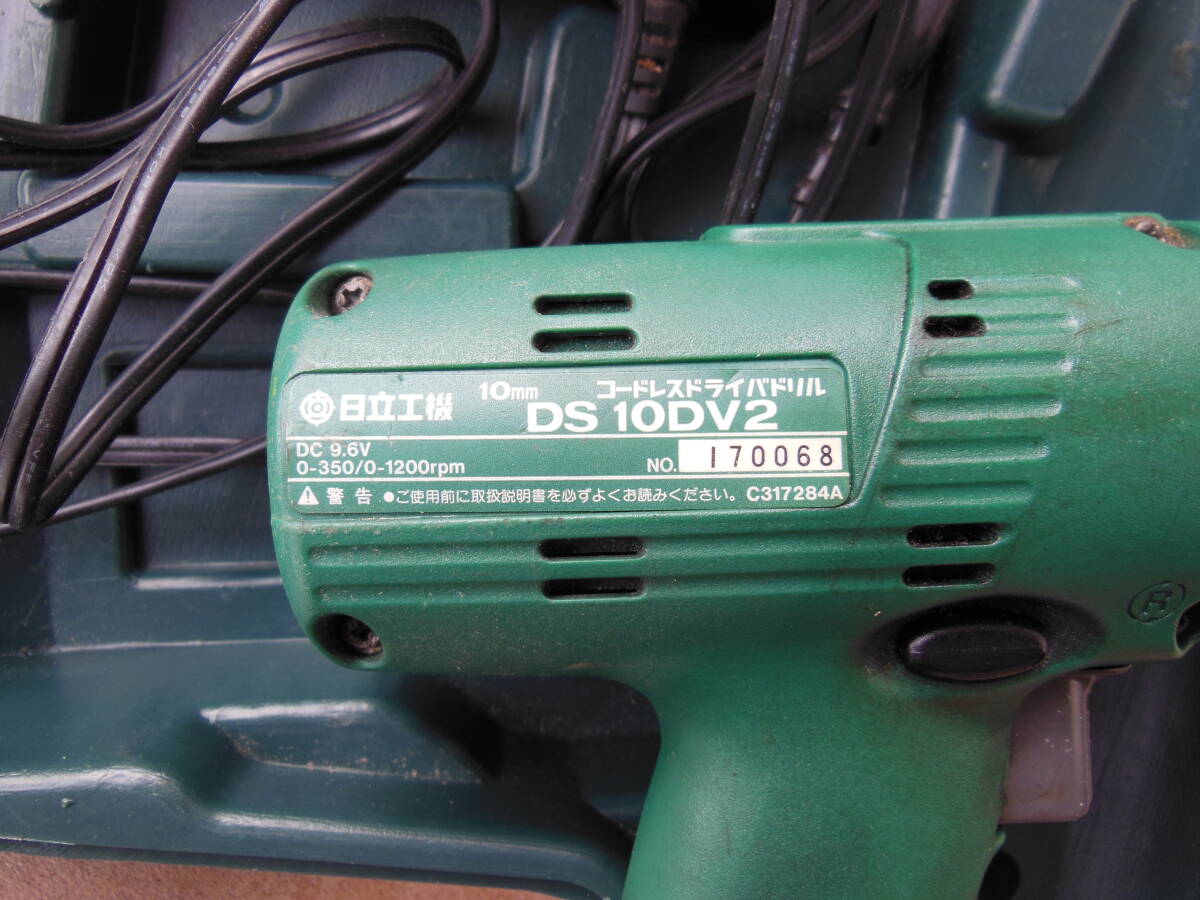 日立工機 10mm コードレスドライバドリル
DS 10DV2
DC 9.6V
0-350/0-1200rpm NO. 170068
警告 ●ご使用前に取扱説明書を必ずよくお読みください。 C317284A
R